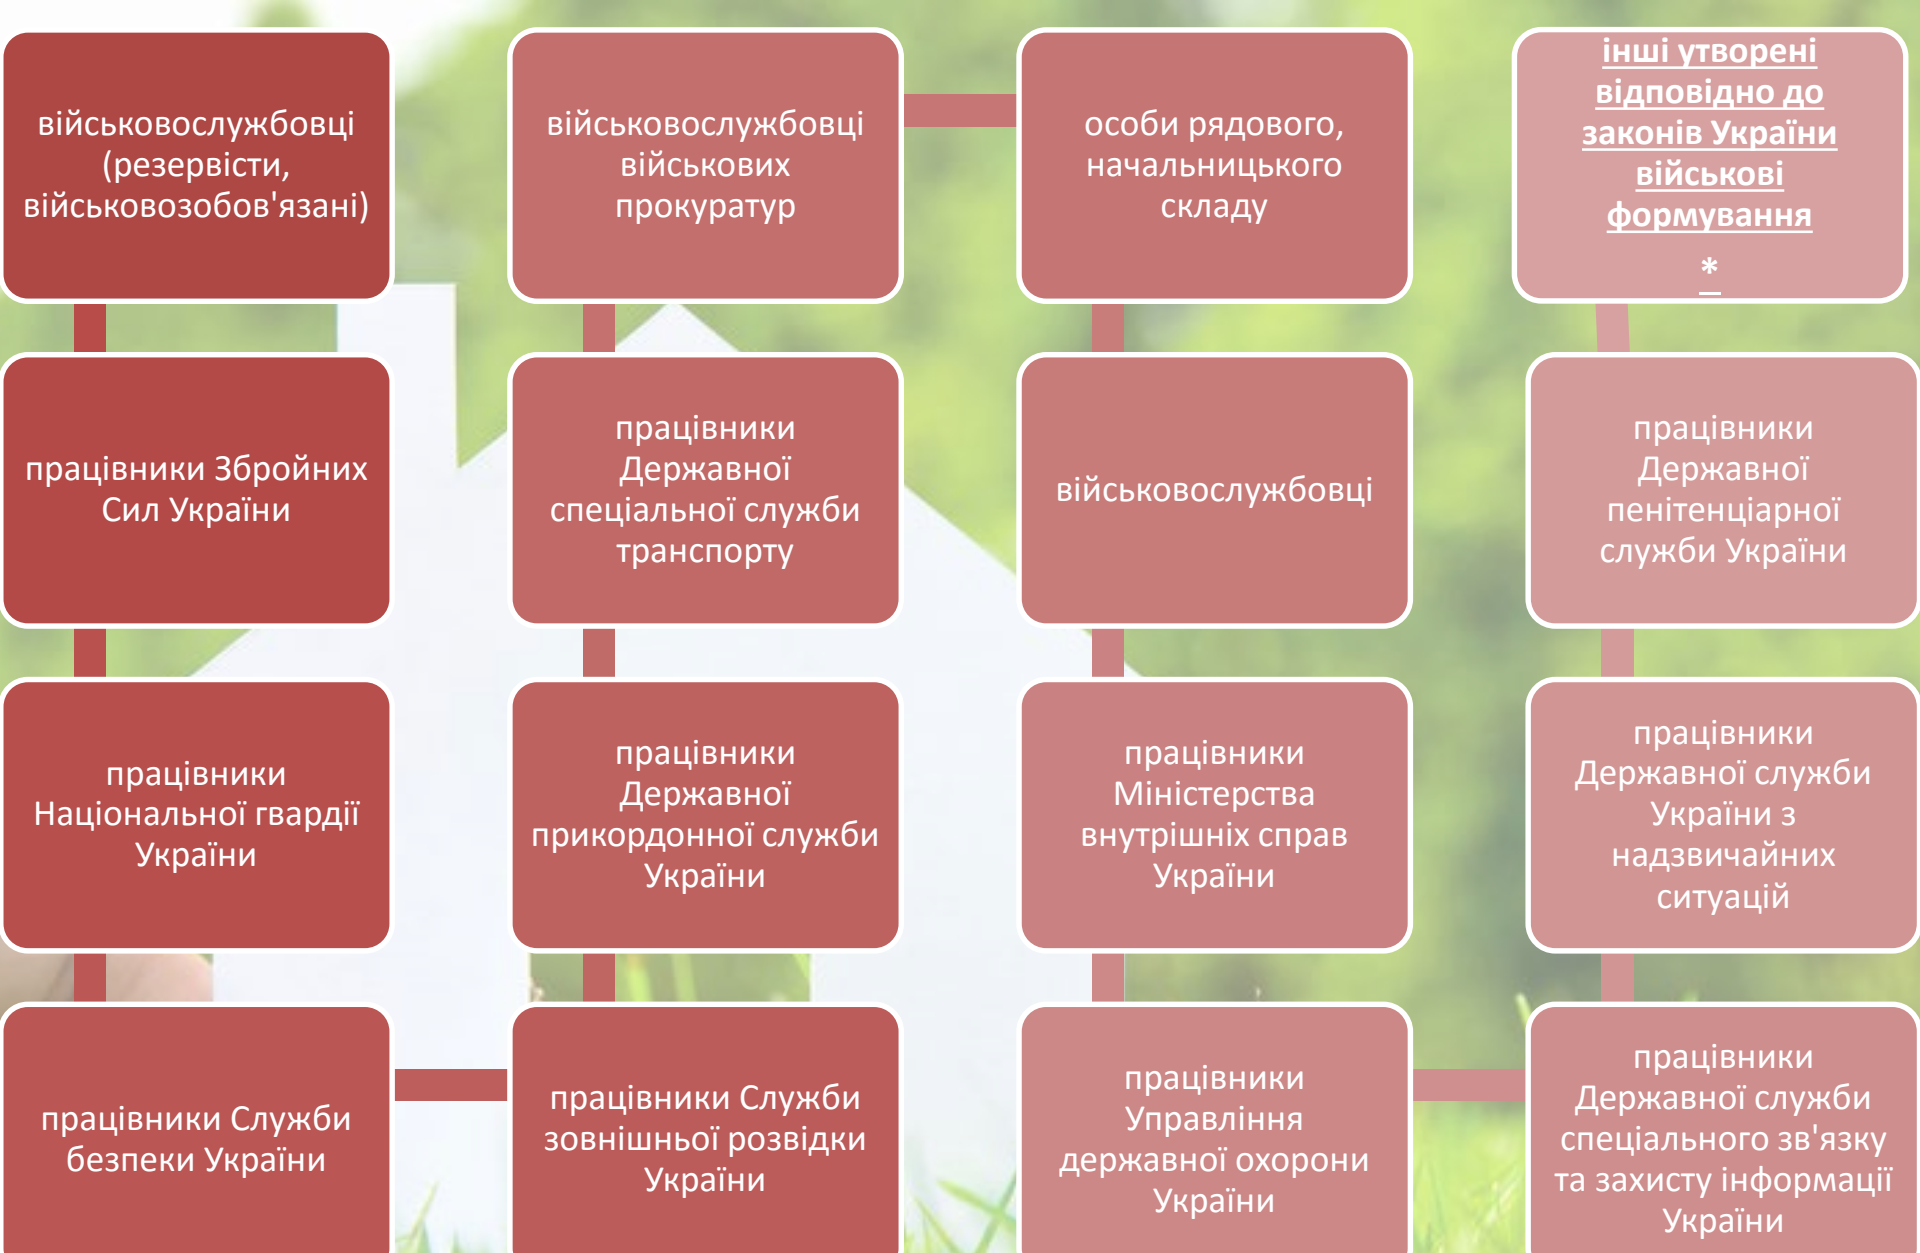 військовослужбовці
(резервісти,
військовозобов'язані)
працівники Збройних
Сил України
працівники
Національної гвардії
України
працівники Служби
безпеки України
працівники Служби
зовнішньої розвідки
України
працівники
Державної
прикордонної служби
України
працівники
Державної
спеціальної служби
транспорту
військовослужбовці
військових
прокуратур
особи рядового,
начальницького
складу
військовослужбовці
працівники
Міністерства
внутрішніх справ
України
працівники
Управління
державної охорони
України
працівники
Державної служби
спеціального зв'язку
та захисту інформації
України
працівники
Державної служби
України з
надзвичайних
ситуацій
працівники
Державної
пенітенціарної
служби України
інші утворені
відповідно до
законів України
військові
формування
*